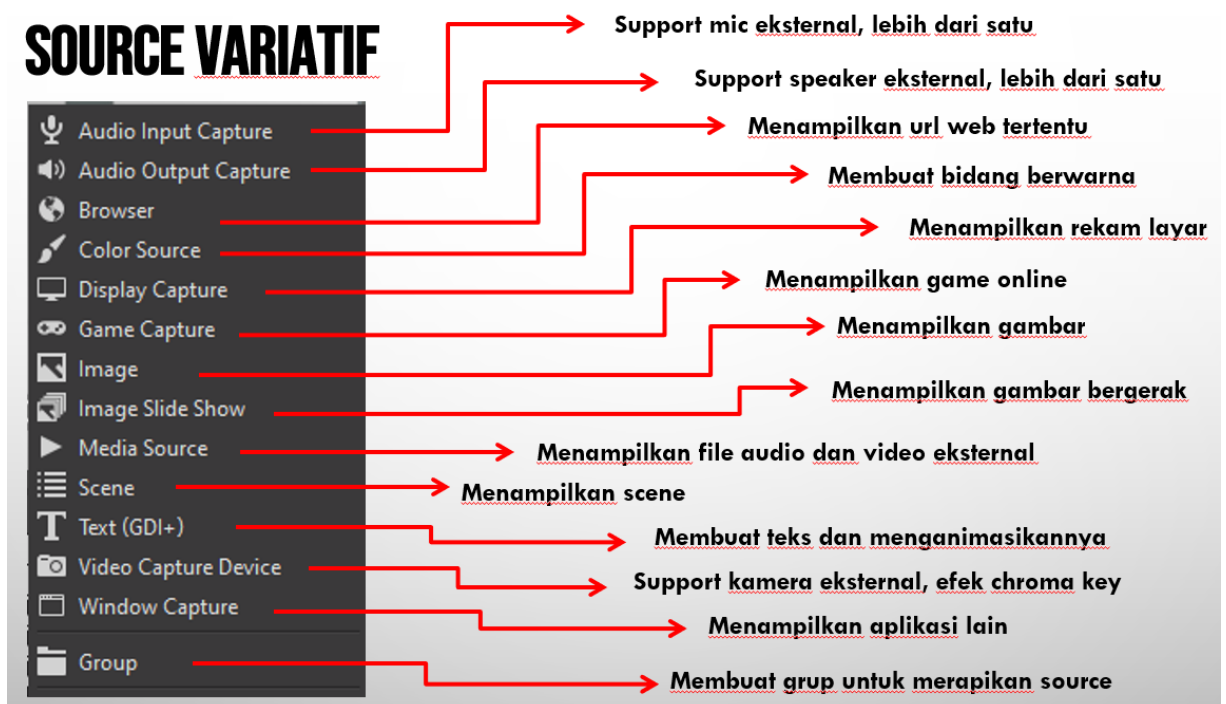 SOURCE VARIATIF
Audio Input Capture
Support mic eksternal, lebih dari satu
Audio Output Capture
Support speaker eksternal, lebih dari satu
Browser
Menampilkan url web tertentu
Color Source
Membuat bidang berwarna
Display Capture
Menampilkan rekam layar
Game Capture
Menampilkan game online
Image
Menampilkan gambar
Image Slide Show
Menampilkan gambar bergerak
Media Source
Menampilkan file audio dan video eksternal
Scene
Menampilkan scene
Text (GDI+)
Membuat teks dan menganimasikannya
Video Capture Device
Support kamera eksternal, efek chroma key
Window Capture
Menampilkan aplikasi lain
Group
Membuat grup untuk merapikan source